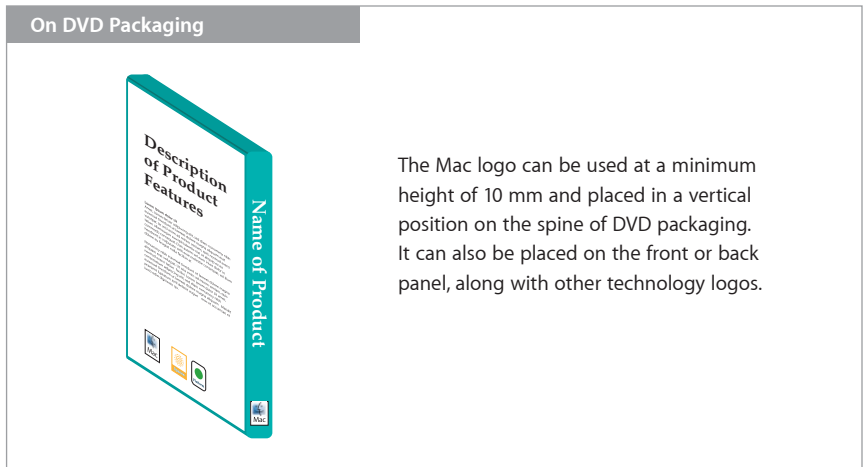 On DVD Packaging
Description
of Product
Features
Name of Product
Mac
Mac
The Mac logo can be used at a minimum
height of 10 mm and placed in a vertical
position on the spine of DVD packaging.
It can also be placed on the front or back
panel, along with other technology logos.